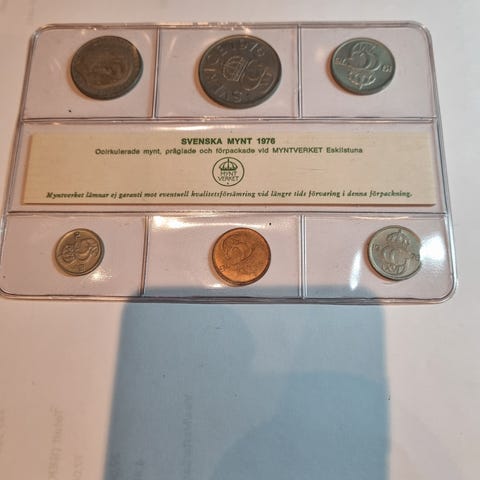 SVENSKA MYNT 1976
Ocirkulerade mynt, präglade och förpackade vid MYNTVERKET Eskilstuna
MYNT
VERKET
Myntverket lämnar ej garanti mot eventuell kvalitetsförsämring vid längre tids förvaring i denna förpackning.